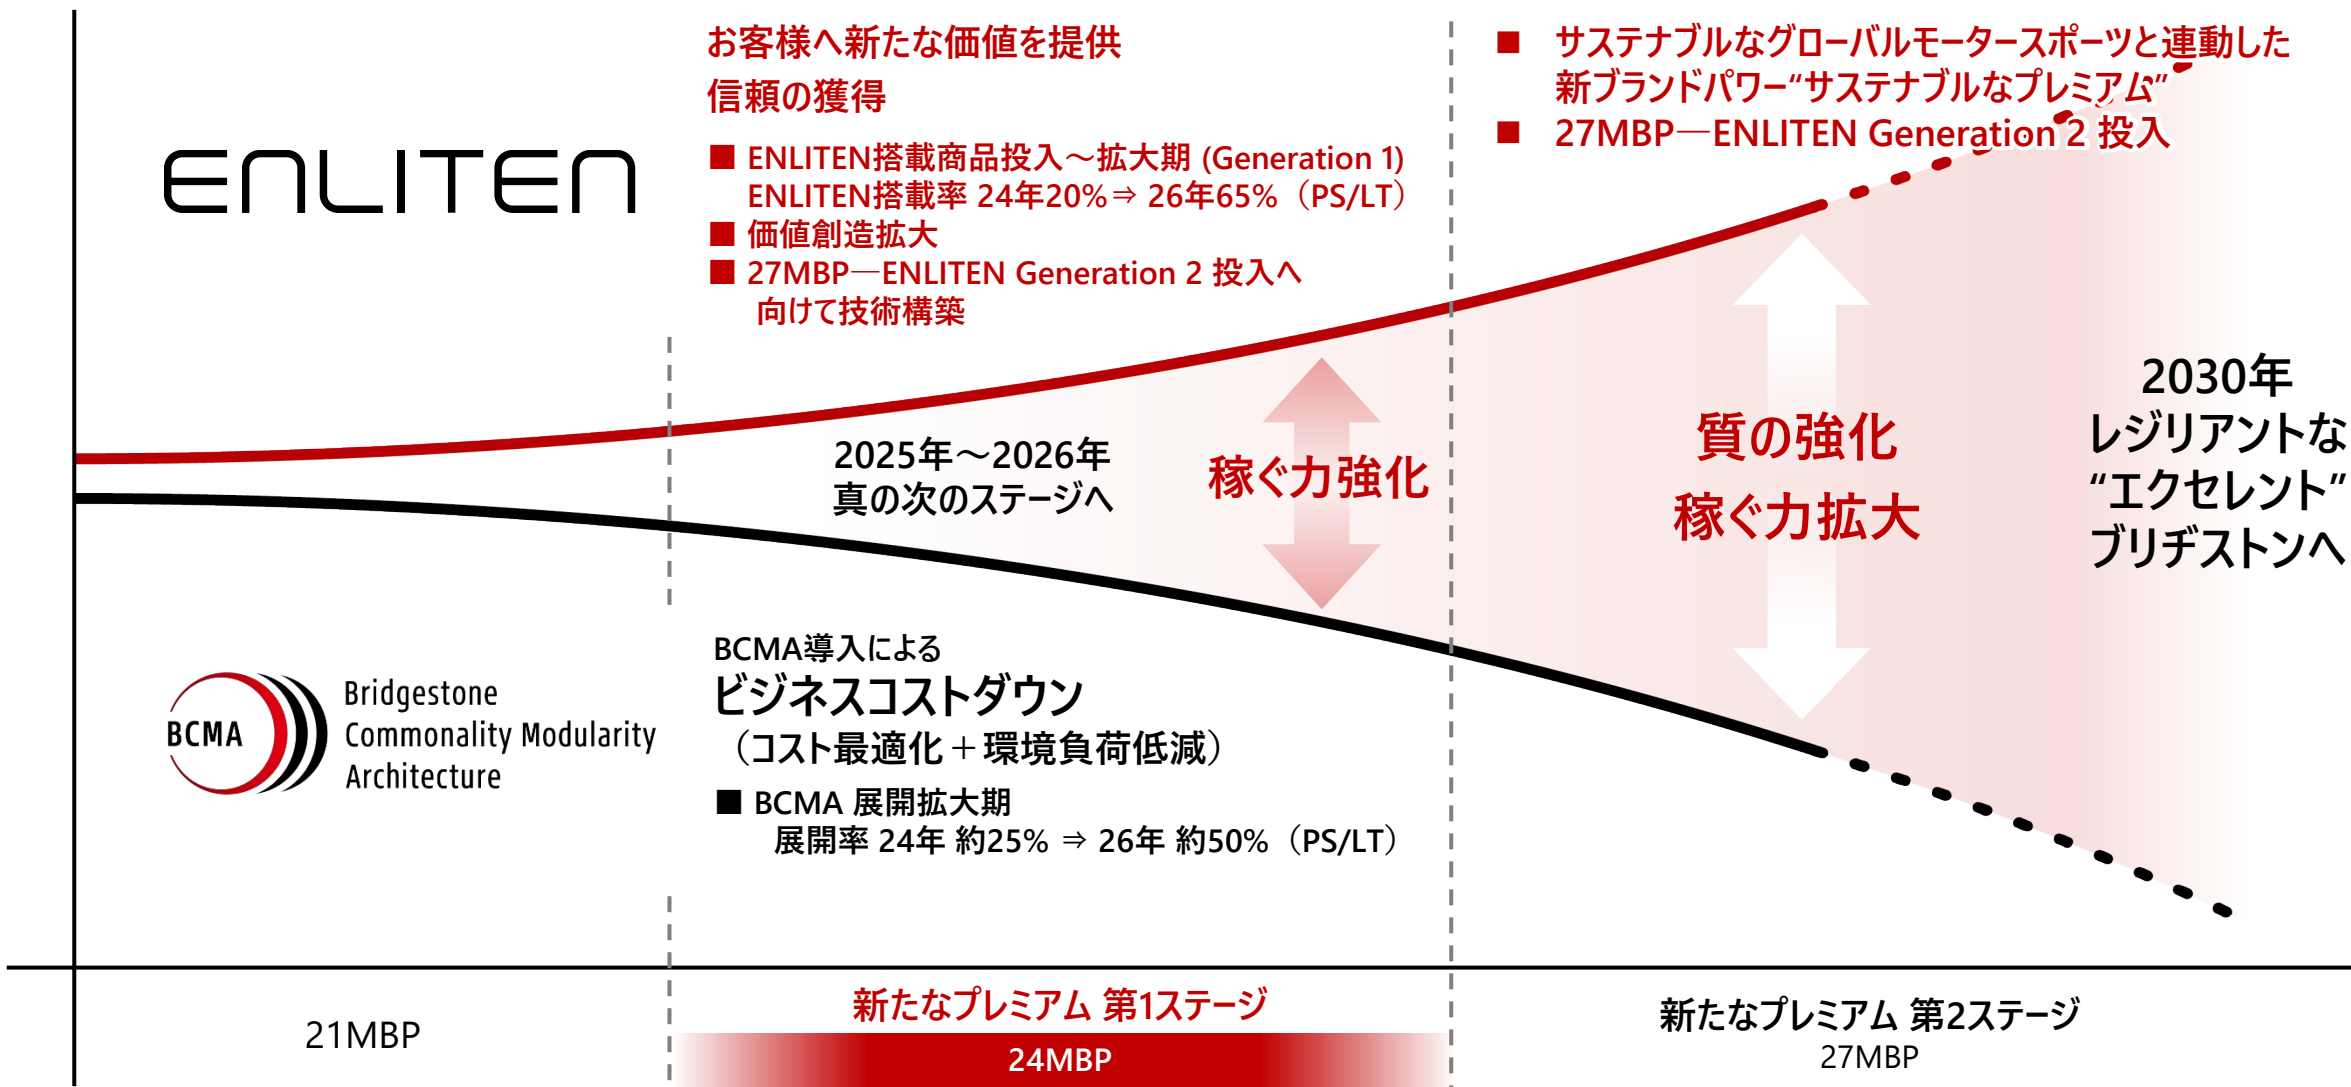 ENLITEN
お客様へ新たな価値を提供
信頼の獲得
■ ENLITEN搭載商品投入～拡大期 (Generation 1)
ENLITEN搭載率 24年20%⇒ 26年65%（PS/LT）
■ 価値創造拡大
■ 27MBP―ENLITEN Generation 2 投入へ
向けて技術構築
■ サステナブルなグローバルモータースポーツと連動した
新ブランドパワー“サステナブルなプレミアム”
■ 27MBP―ENLITEN Generation 2 投入
2025年～2026年
真の次のステージへ
稼ぐ力強化
質の強化
稼ぐ力拡大
2030年
レジリアントな
“エクセレント”
ブリヂストンへ
BCMA
Bridgestone
Commonality Modularity
Architecture
BCMA導入による
ビジネスコストダウン
（コスト最適化＋環境負荷低減）
■ BCMA 展開拡大期
展開率 24年 約25% ⇒ 26年 約50%（PS/LT）
21MBP
新たなプレミアム 第1ステージ
24MBP
新たなプレミアム 第2ステージ
27MBP